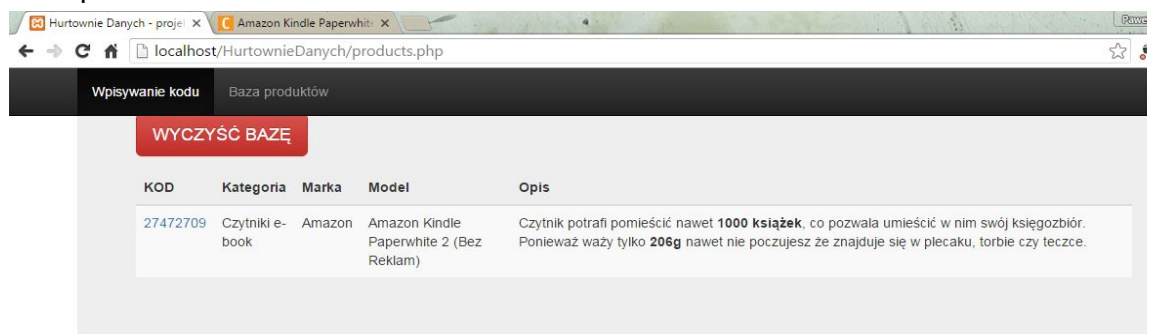 Hurtownie Danych - proje
Amazon Kindle Paperwhit
localhost/HurtownieDanych/products.php
Wpisywanie kodu Baza produktów
WYCZYŚĆ BAZĘ
KOD Kategoria Marka Model Opis
27472709 Czytniki e- Amazon Amazon Kindle Czytnik potrafi pomieścić nawet 1000 książek, co pozwala umieścić w nim swój księgozbiór.
book Paperwhite 2 (Bez Ponieważ waży tylko 206g nawet nie poczujesz że znajduje się w plecaku, torbie czy teczce.
Reklam)